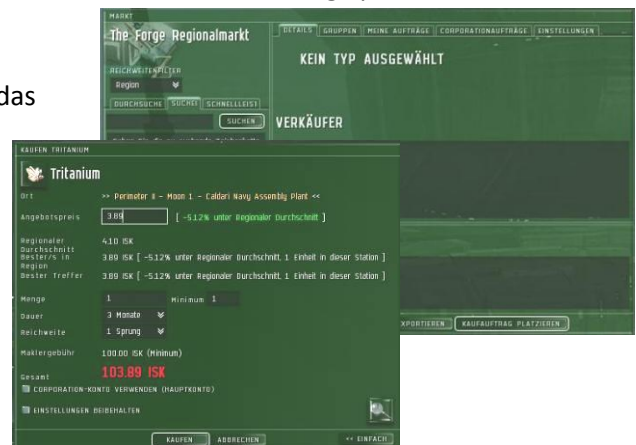 das
MARKT
The Forge Regionalmarkt
REICHWEITENFILTER
Region
DURCHSUCHE SUCHE SCHNELLLEIST
SUCHEN
DETAILS GRUPPEN MEINE AUFTRÄGE CORPORATIONAUFTRÄGE EINSTELLUNGEN
KEIN TYP AUSGEWÄHLT
VERKÄUFER
XPORTIEREN KAUFAUFTRAG PLATZIEREN
KAUFEN TRITANIUM
Tritanium
Ort >> Perimeter II - Moon 1 - Caldari Navy Assembly Plant <<
Angebotspreis 3.89 [ -5.12% unter Regionaler Durchschnitt ]
Regionaler Durchschnitt 4.10 ISK
Bester/s in Region 3.89 ISK [ -5.12% unter Regionaler Durchschnitt, 1 Einheit in dieser Station ]
Bester Treffer 3.89 ISK [ -5.12% unter Regionaler Durchschnitt, 1 Einheit in dieser Station ]
Menge 1 Minimum 1
Dauer 3 Monate
Reichweite 1 Sprung
Maklergebühr 100.00 ISK (Minimum)
Gesamt 103.89 ISK
CORPORATION-KONTO VERWENDEN (HAUPTKONTO)
EINSTELLUNGEN BEIBEHALTEN
KAUFEN ABBRECHEN << EINFACH